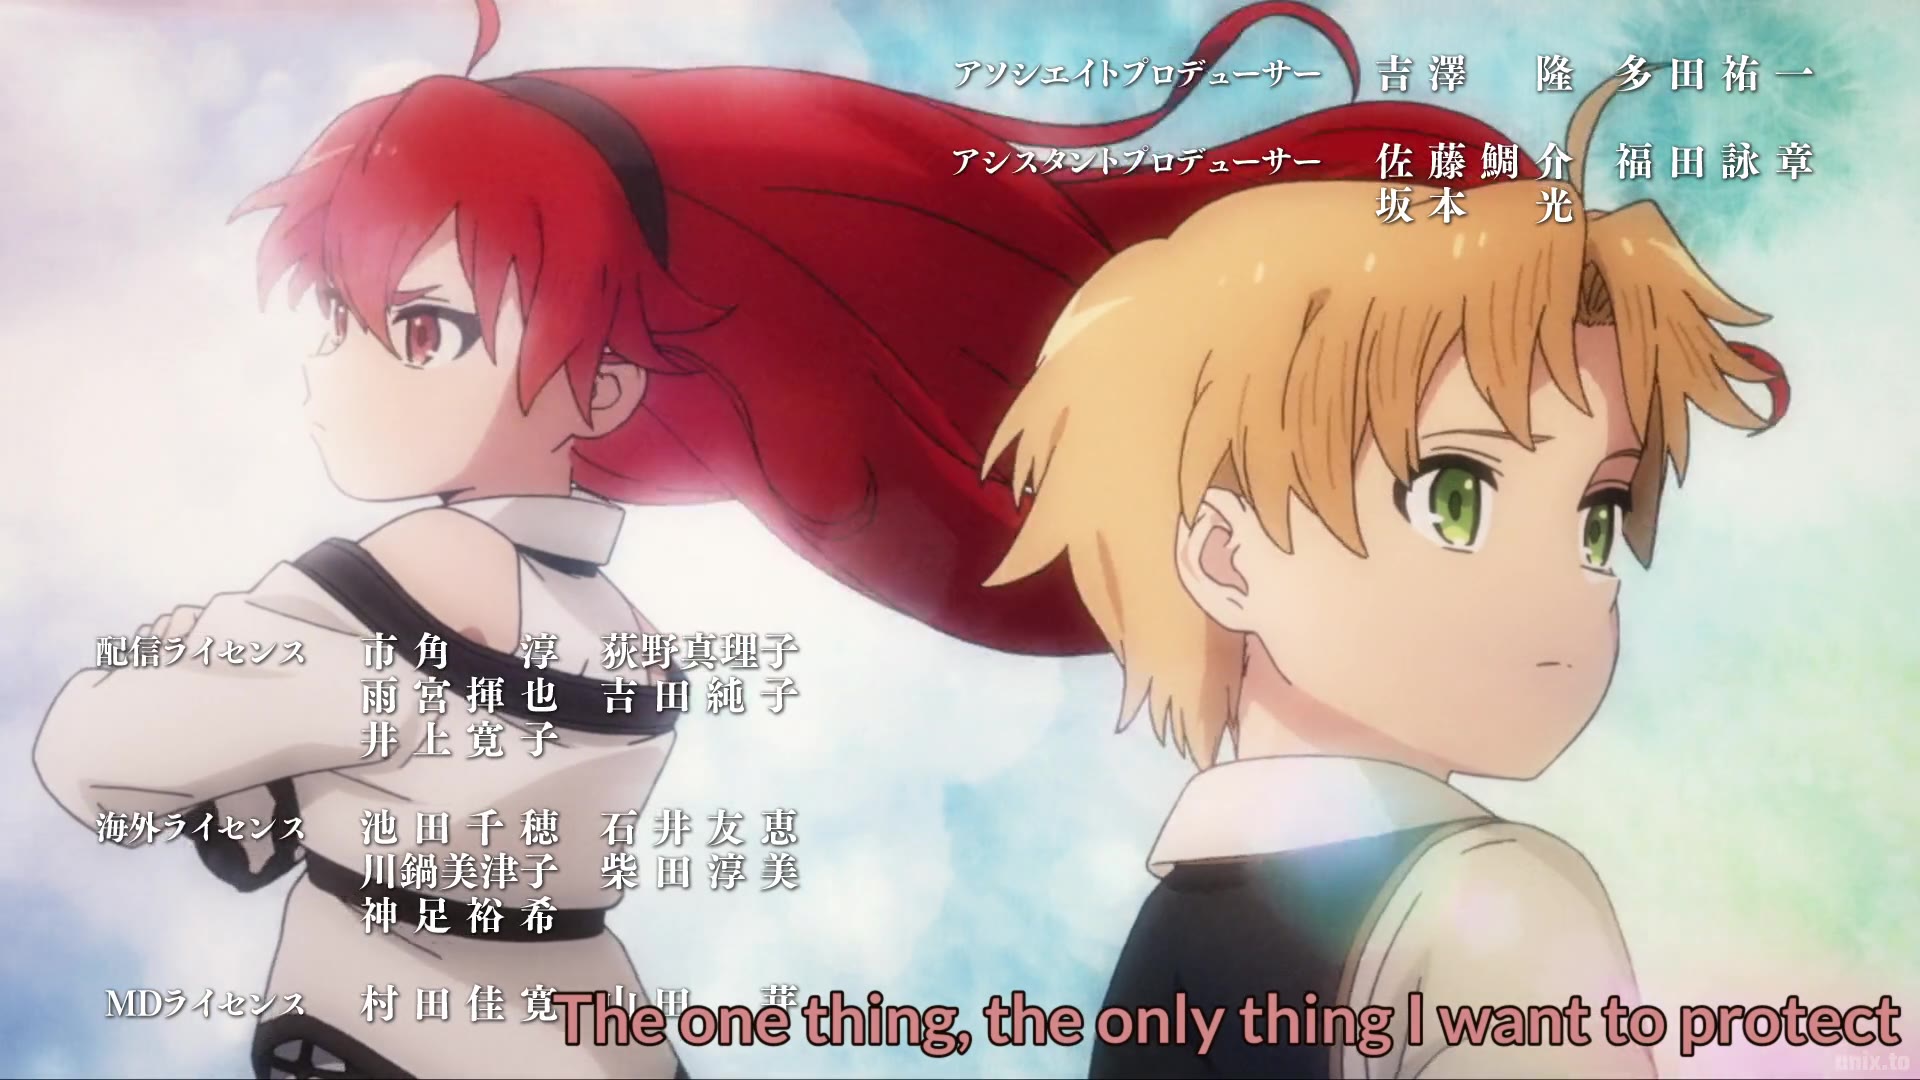 アソシエイトプロデューサー 吉澤 隆 多田祐一
アシスタントプロデューサー 佐藤鯛介 福田詠章
坂本 光
配信ライセンス 市角 淳 荻野真理子
雨宮揮也 吉田純子
井上寛子
海外ライセンス 池田千穂 石井友恵
川鍋美津子 柴田淳美
神足裕希
MDライセンス 村田佳寛 山田
The one thing, the only thing I want to protect
unix.to